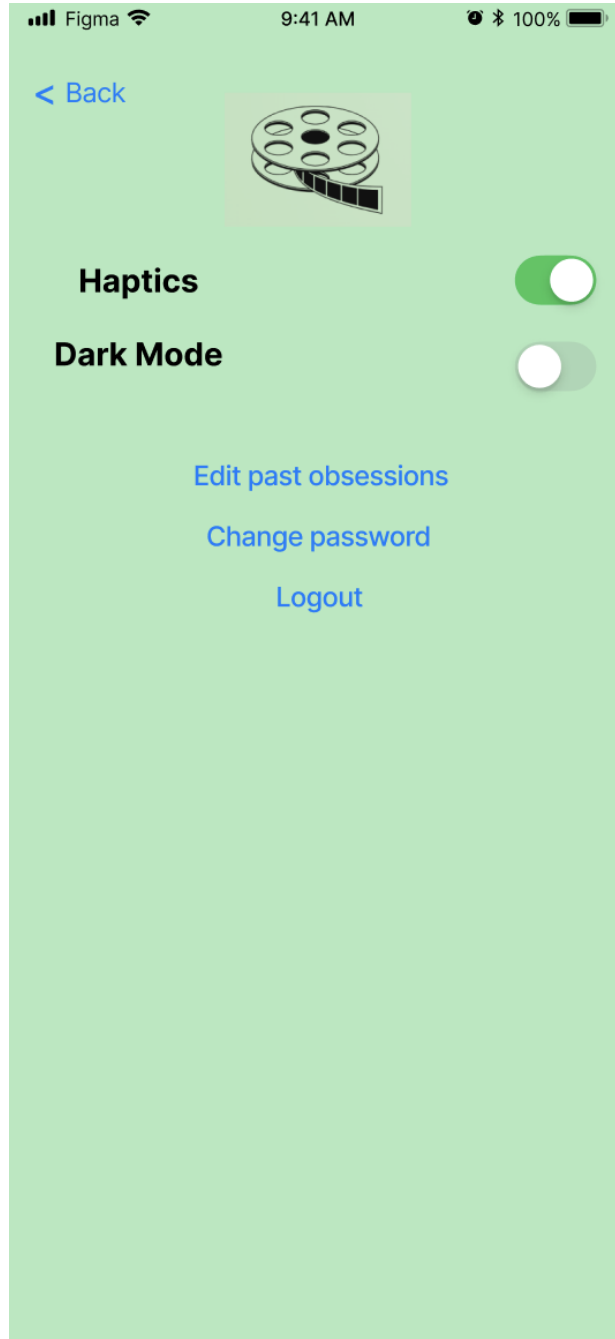 Figma 9:41 AM 100%
< Back
Haptics
Dark Mode
Edit past obsessions
Change password
Logout